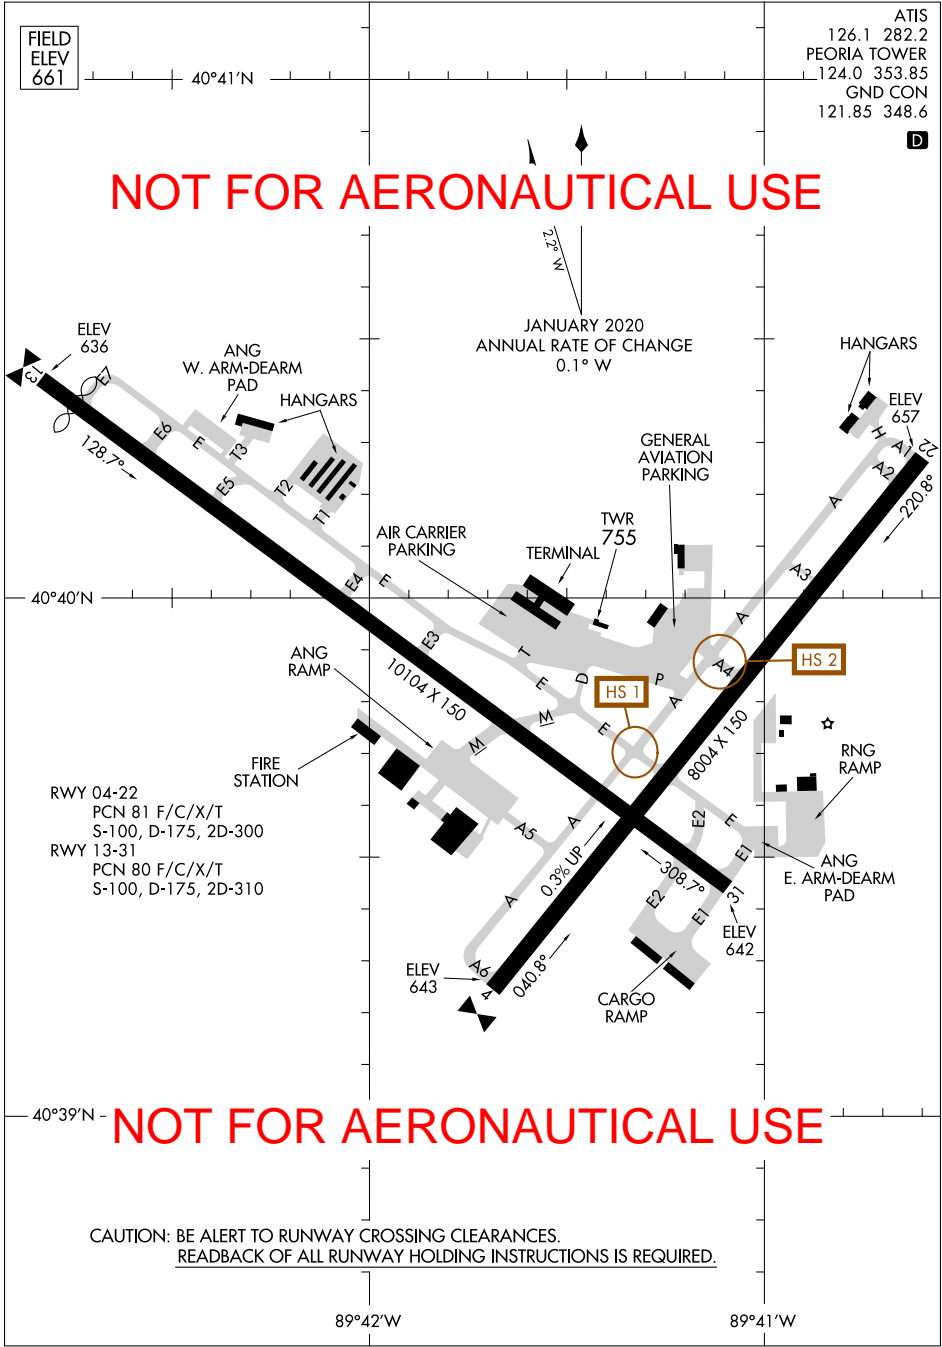 FIELD
ELEV
661
ATIS
126.1 282.2
PEORIA TOWER
124.0 353.85
GND CON
121.85 348.6
D
40°41'N
NOT FOR AERONAUTICAL USE
2.2° W
JANUARY 2020
ANNUAL RATE OF CHANGE
0.1° W
ELEV
636
13
E7
ANG
W. ARM-DEARM
PAD
HANGARS
HANGARS
ELEV
657
22
H
A1
A2
220.8°
128.7°
E6
E
T3
E5
T2
T1
GENERAL
AVIATION
PARKING
A
A3
AIR CARRIER
PARKING
TWR
755
TERMINAL
E4
E
40°40'N
A
E3
ANG
RAMP
T
E
D
P
A4
HS 2
HS 1
A
10104 X 150
M
M
E
8004 X 150
FIRE
STATION
RNG
RAMP
RWY 04-22
PCN 81 F/C/X/T
S-100, D-175, 2D-300
RWY 13-31
PCN 80 F/C/X/T
S-100, D-175, 2D-310
A5
A
E2
E
E1
0.3% UP
308.7°
ANG
E. ARM-DEARM
PAD
A
E2
E1
31
ELEV
642
ELEV
643
A6
4
040.8°
CARGO
RAMP
40°39'N
NOT FOR AERONAUTICAL USE
CAUTION: BE ALERT TO RUNWAY CROSSING CLEARANCES.
READBACK OF ALL RUNWAY HOLDING INSTRUCTIONS IS REQUIRED.
89°42'W
89°41'W